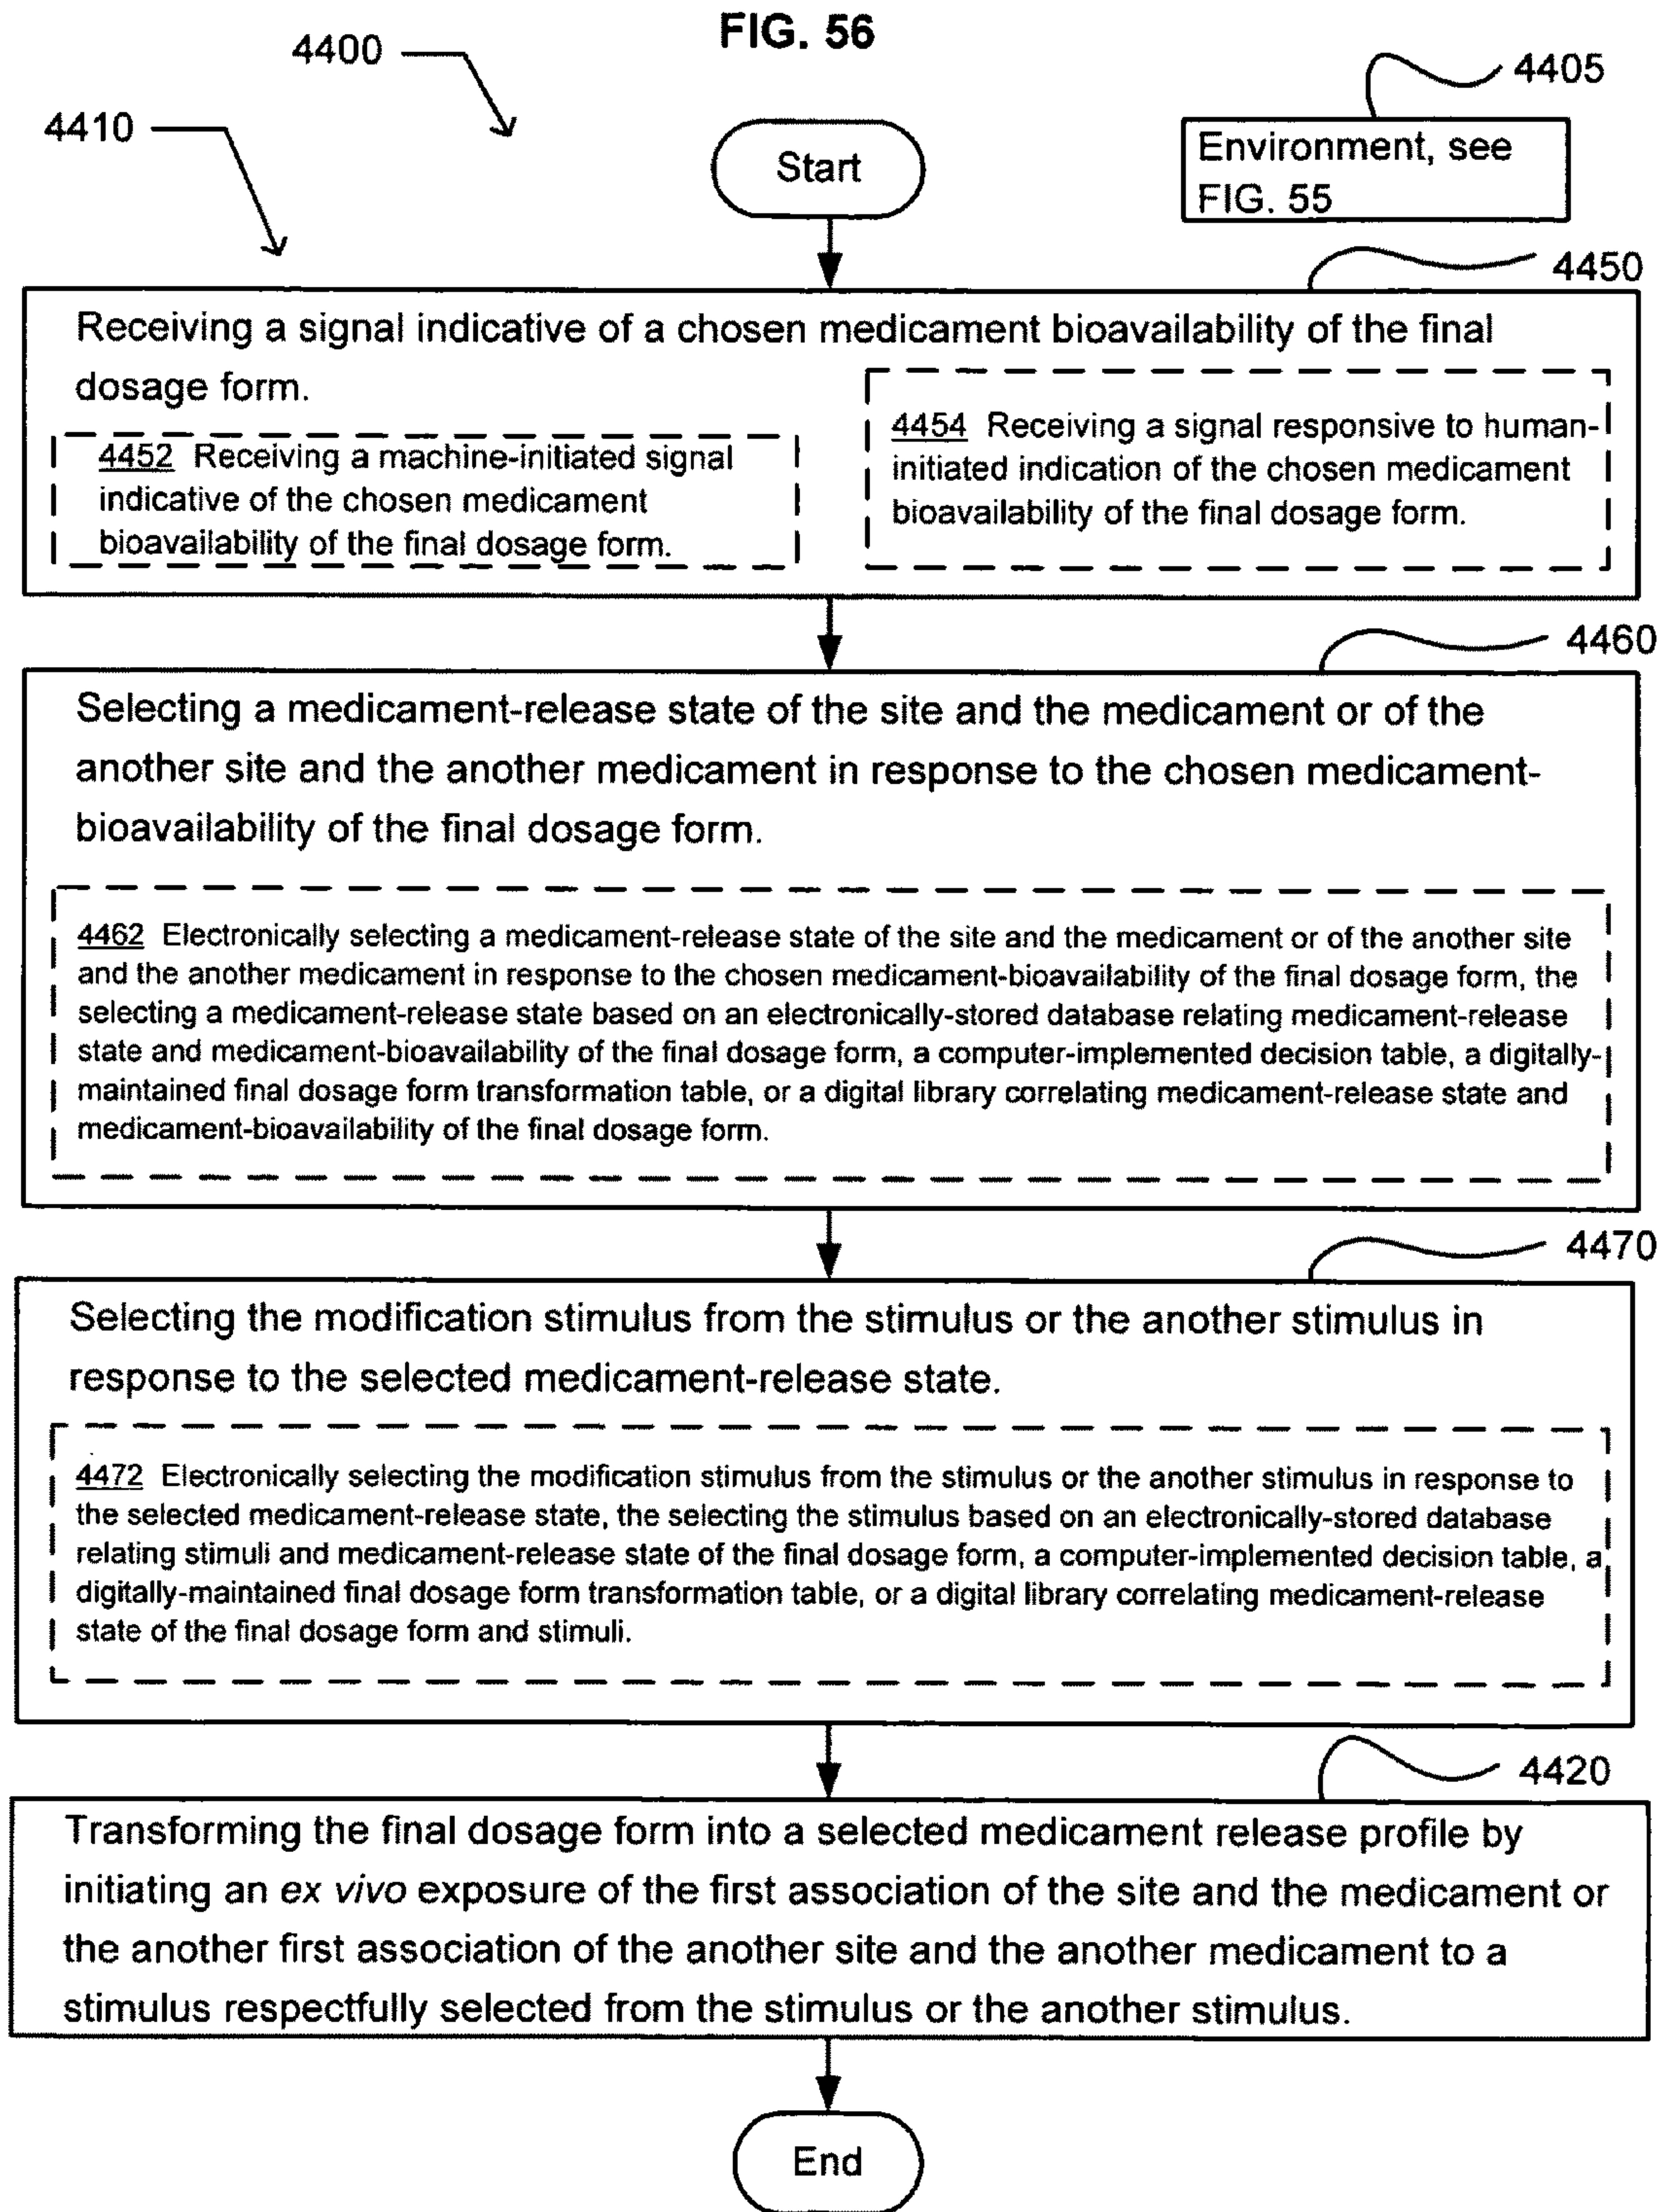 FIG. 56
4400
4405
4410
Start
Environment, see
FIG. 55
4450
Receiving a signal indicative of a chosen medicament bioavailability of the final
dosage form.
4452 Receiving a machine-initiated signal
indicative of the chosen medicament
bioavailability of the final dosage form.
4454 Receiving a signal responsive to human-
initiated indication of the chosen medicament
bioavailability of the final dosage form.
4460
Selecting a medicament-release state of the site and the medicament or of the
another site and the another medicament in response to the chosen medicament-
bioavailability of the final dosage form.
4462 Electronically selecting a medicament-release state of the site and the medicament or of the another site
and the another medicament in response to the chosen medicament-bioavailability of the final dosage form, the
selecting a medicament-release state based on an electronically-stored database relating medicament-release
state and medicament-bioavailability of the final dosage form, a computer-implemented decision table, a digitally-
maintained final dosage form transformation table, or a digital library correlating medicament-release state and
medicament-bioavailability of the final dosage form.
4470
Selecting the modification stimulus from the stimulus or the another stimulus in
response to the selected medicament-release state.
4472 Electronically selecting the modification stimulus from the stimulus or the another stimulus in response to
the selected medicament-release state, the selecting the stimulus based on an electronically-stored database
relating stimuli and medicament-release state of the final dosage form, a computer-implemented decision table, a
digitally-maintained final dosage form transformation table, or a digital library correlating medicament-release
state of the final dosage form and stimuli.
4420
Transforming the final dosage form into a selected medicament release profile by
initiating an ex vivo exposure of the first association of the site and the medicament or
the another first association of the another site and the another medicament to a
stimulus respectfully selected from the stimulus or the another stimulus.
End